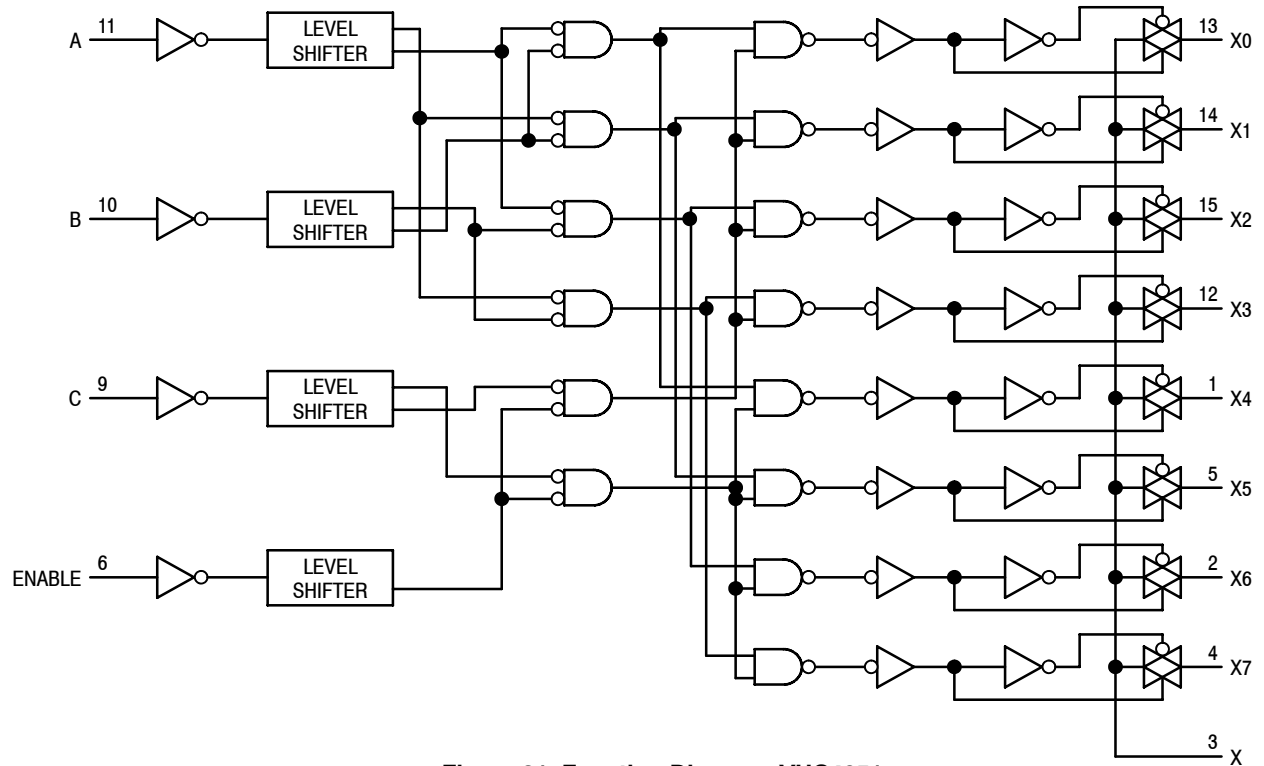 A 11 LEVEL SHIFTER 13 X0
14 X1
B 10 LEVEL SHIFTER 15 X2
12 X3
C 9 LEVEL SHIFTER 1 X4
5 X5
ENABLE 6 LEVEL SHIFTER 2 X6
4 X7
3 X